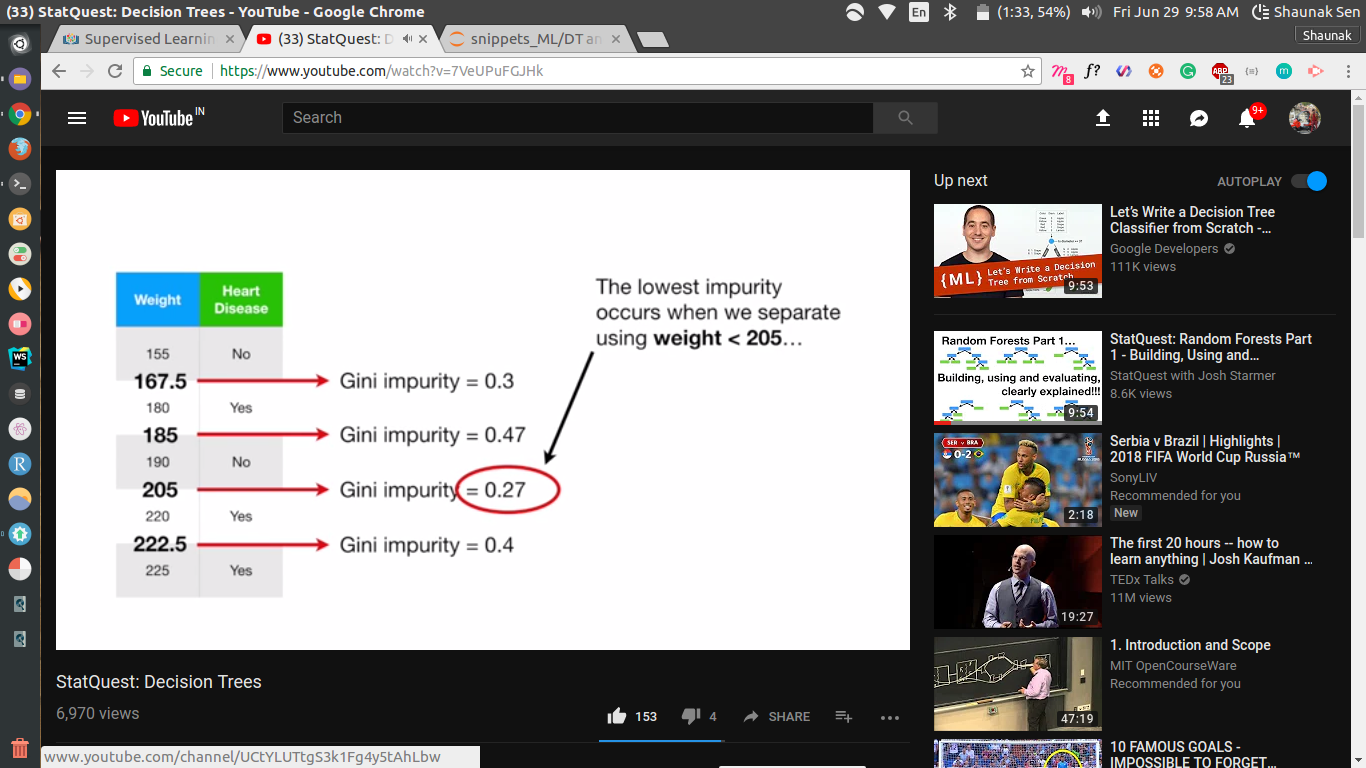 (33) StatQuest: Decision Trees - YouTube - Google Chrome
En
(1:33, 54%)
Fri Jun 29 9:58 AM
Shaunak Sen
Supervised Learnin
(33) StatQuest: D
snippets_ML/DT an
Shaunak
Secure
https://www.youtube.com/watch?v=7VeUPuFGJHk
8
f?
ABP
23
m
YouTube IN
Search
9+
Weight
Heart
Disease
155 No
167.5 Gini impurity = 0.3
180 Yes
185 Gini impurity = 0.47
190 No
205 Gini impurity = 0.27
220 Yes
222.5 Gini impurity = 0.4
225 Yes
The lowest impurity
occurs when we separate
using weight < 205…
StatQuest: Decision Trees
6,970 views
153
4
SHARE
Up next
AUTOPLAY
{ML} Let's Write a Decision
Tree from Scratch
9:53
Let's Write a Decision Tree
Classifier from Scratch -...
Google Developers
111K views
Random Forests Part 1...
Building, using and evaluating,
clearly explained!!!
9:54
StatQuest: Random Forests Part
1 - Building, Using and...
StatQuest with Josh Starmer
8.6K views
SER v BRA
0-2
2:18
Serbia v Brazil | Highlights |
2018 FIFA World Cup Russia™
SonyLIV
Recommended for you
New
19:27
The first 20 hours -- how to
learn anything | Josh Kaufman ...
TEDx Talks
11M views
47:19
1. Introduction and Scope
MIT OpenCourseWare
Recommended for you
10 FAMOUS GOALS -
IMPOSSIBLE TO FORGET...
WS
R
www.youtube.com/channel/UCtYLUTtgS3k1Fg4y5tAhLbw